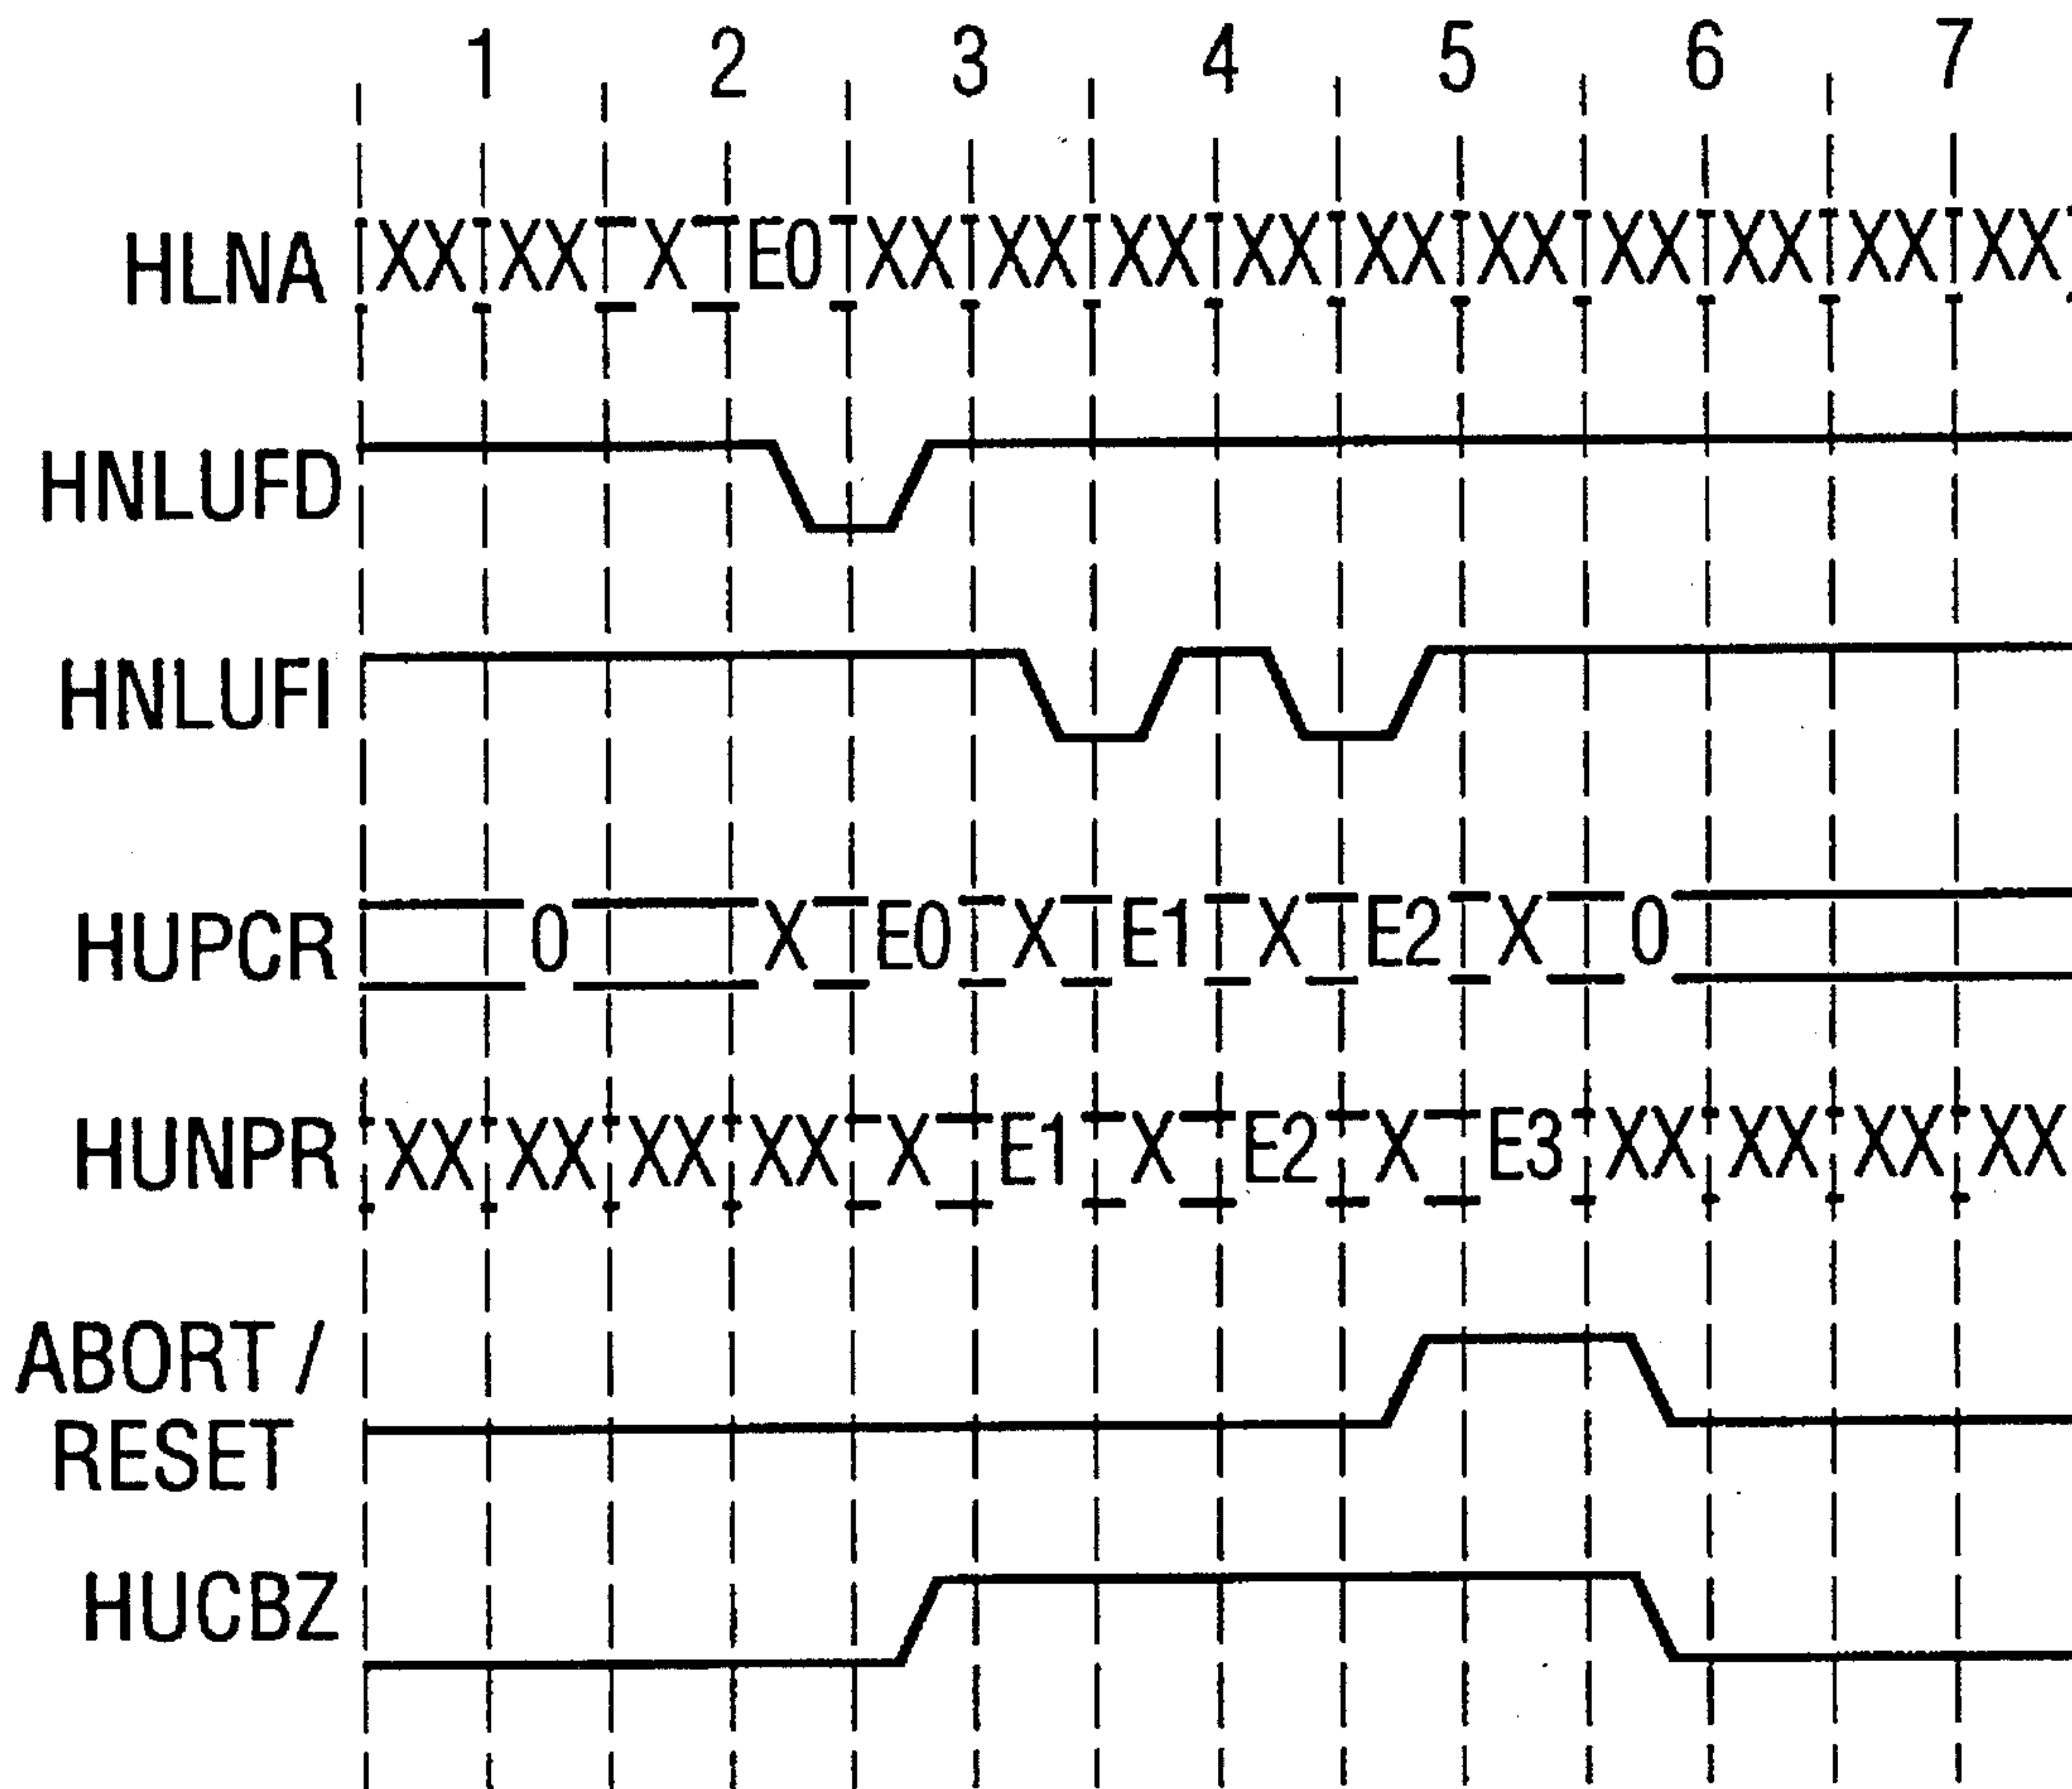 1 2 3 4 5 6 7
HLNA XX XX X E0 XX XX XX XX XX XX XX XX XX XX
HNLUFD
HNLUFI
HUPCR 0 X E0 X E1 X E2 X 0
HUNPR XX XX XX XX X E1 X E2 X E3 XX XX XX XX
ABORT /
RESET
HUCBZ